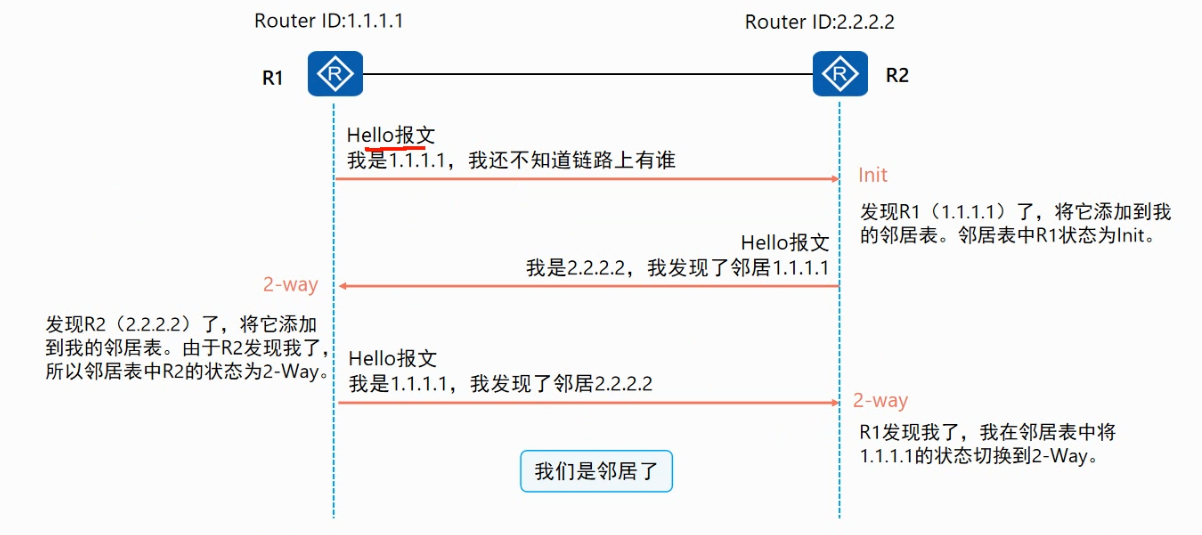 Router ID:1.1.1.1
Router ID:2.2.2.2
R1
R
R
R2
Hello报文
我是1.1.1.1，我还不知道链路上有谁
Init
发现R1（1.1.1.1）了，将它添加到我
的邻居表。邻居表中R1状态为Init。
Hello报文
我是2.2.2.2，我发现了邻居1.1.1.1
2-way
发现R2（2.2.2.2）了，将它添加
到我的邻居表。由于R2发现我了，
所以邻居表中R2的状态为2-Way。
Hello报文
我是1.1.1.1，我发现了邻居2.2.2.2
2-way
R1发现我了，我在邻居表中将
1.1.1.1的状态切换到2-Way。
我们是邻居了